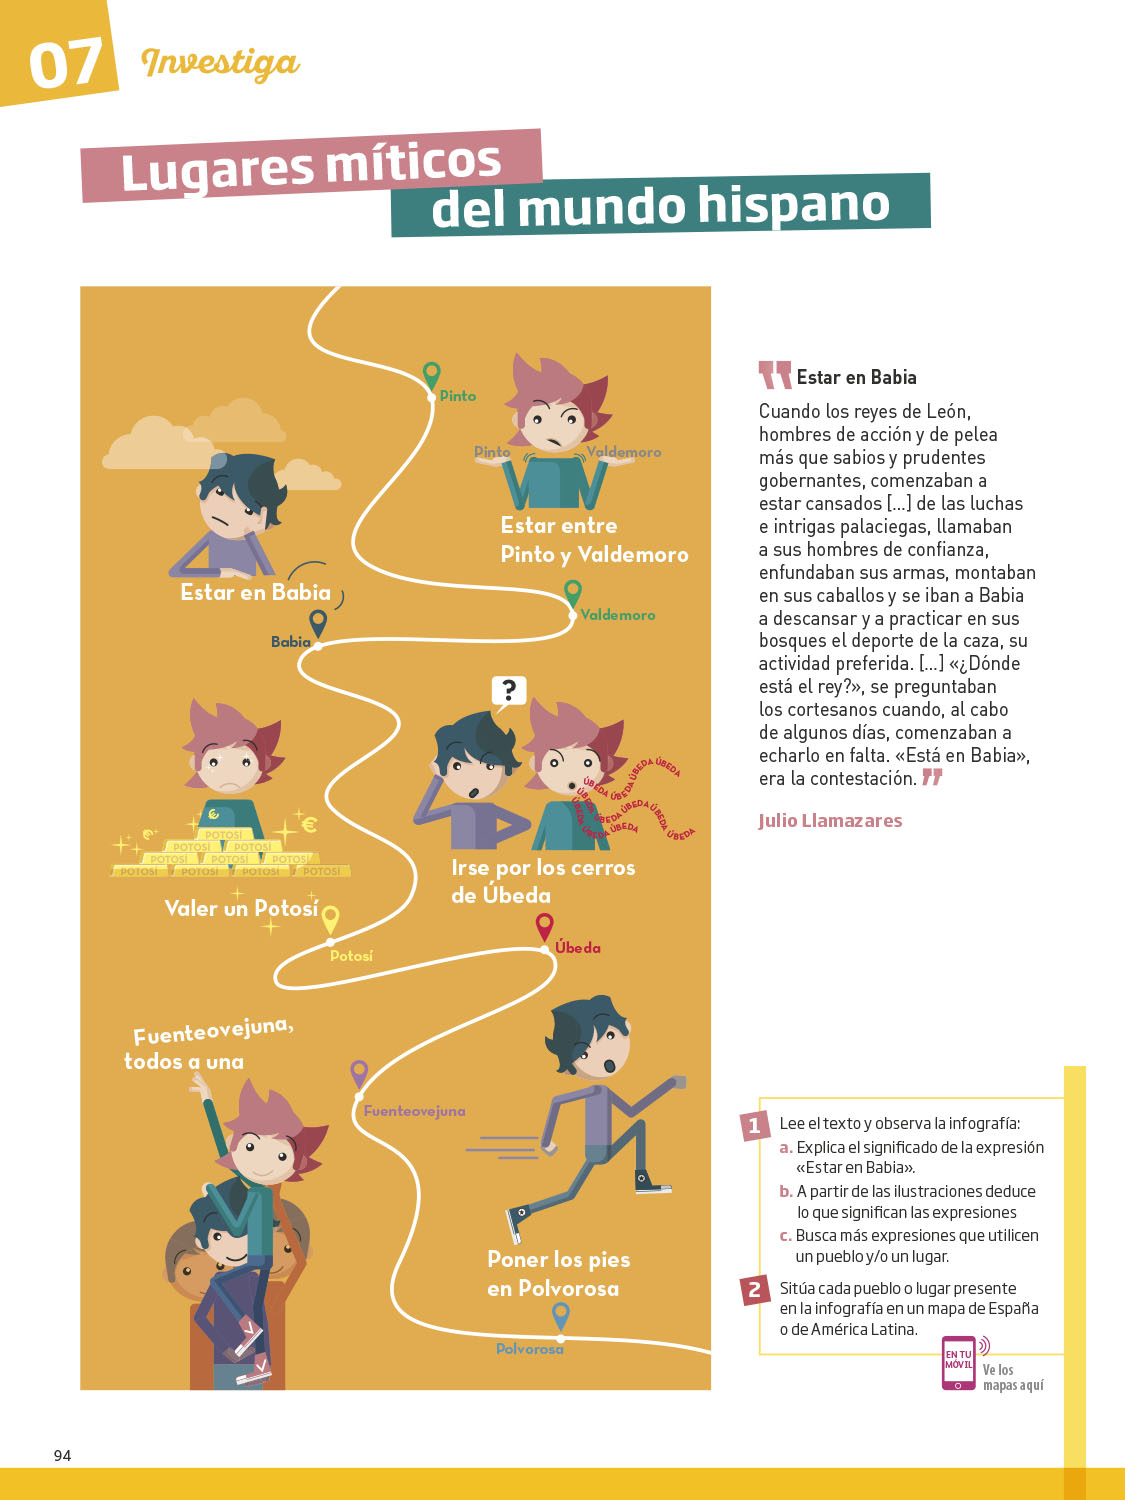 07
Investiga
Lugares míticos
del mundo hispano
Pinto
Pinto
Valdemoro
Estar entre
Pinto y Valdemoro
Estar en Babia
Valdemoro
Babia
?
ÚBEDA ÚBEDA ÚBEDA ÚBEDA
ÚBEDA ÚBEDA ÚBEDA ÚBEDA ÚBEDA
ÚBEDA ÚBEDA ÚBEDA
€
€
€
POTOSÍ
POTOSÍ POTOSÍ
POTOSÍ POTOSÍ POTOSÍ
POTOSÍ POTOSÍ POTOSÍ POTOSÍ
Irse por los cerros
de Úbeda
Valer un Potosí
Potosí
Úbeda
Fuenteovejuna,
todos a una
Fuenteovejuna
Poner los pies
en Polvorosa
Polvorosa
Estar en Babia
Cuando los reyes de León,
hombres de acción y de pelea
más que sabios y prudentes
gobernantes, comenzaban a
estar cansados [...] de las luchas
e intrigas palaciegas, llamaban
a sus hombres de confianza,
enfundaban sus armas, montaban
en sus caballos y se iban a Babia
a descansar y a practicar en sus
bosques el deporte de la caza, su
actividad preferida. [...] «¿Dónde
está el rey?», se preguntaban
los cortesanos cuando, al cabo
de algunos días, comenzaban a
echarlo en falta. «Está en Babia»,
era la contestación.
Julio Llamazares
1 Lee el texto y observa la infografía:
a. Explica el significado de la expresión
«Estar en Babia».
b. A partir de las ilustraciones deduce
lo que significan las expresiones
c. Busca más expresiones que utilicen
un pueblo y/o un lugar.
2 Sitúa cada pueblo o lugar presente
en la infografía en un mapa de España
o de América Latina.
EN TU
MÓVIL
Ve los
mapas aquí
94